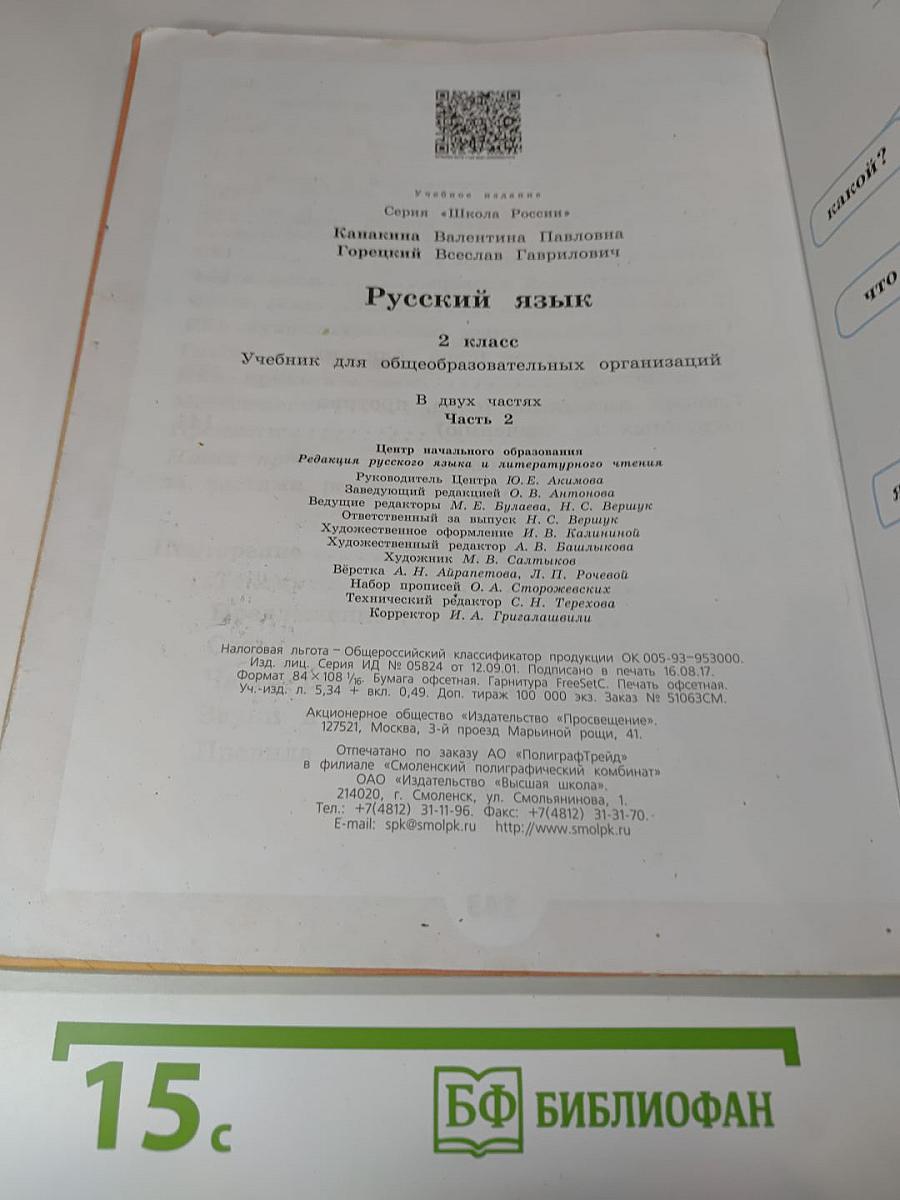 Учебное издание
Серия «Школа России»
Канакина Валентина Павловна
Горецкий Всеслав Гаврилович
Русский язык
2 класс
Учебник для общеобразовательных организаций
В двух частях
Часть 2
Центр начального образования
Редакция русского языка и литературного чтения
Руководитель Центра Ю. Е. Акимова
Заведующий редакцией О. В. Антонова
Ведущие редакторы М. Е. Булаева, Н. С. Вершук
Ответственный за выпуск Н. С. Вершук
Художественное оформление И. В. Калининой
Художественный редактор А. В. Башлыкова
Художник М. В. Салтыков
Вёрстка А. Н. Айрапетова, Л. П. Рочевой
Набор прописей О. А. Сторожевских
Технический редактор С. Н. Терехова
Корректор И. А. Григалашвили
Налоговая льгота – Общероссийский классификатор продукции ОК 005-93–953000.
Изд. лиц. Серия ИД № 05824 от 12.09.01. Подписано в печать 16.08.17.
Формат 84×108 1/16. Бумага офсетная. Гарнитура FreeSetC. Печать офсетная.
Уч.-изд. л. 5,34 + вкл. 0,49. Доп. тираж 100 000 экз. Заказ № 51063СМ.
Акционерное общество «Издательство «Просвещение».
127521, Москва, 3-й проезд Марьиной рощи, 41.
Отпечатано по заказу АО «ПолиграфТрейд»
в филиале «Смоленский полиграфический комбинат»
ОАО «Издательство «Высшая школа».
214020, г. Смоленск, ул. Смольянинова, 1.
Тел.: +7(4812) 31-11-96. Факс: +7(4812) 31-31-70.
E-mail: spk@smolpk.ru http://www.smolpk.ru
какой?
что
15 с
БФ БИБЛИОФАН